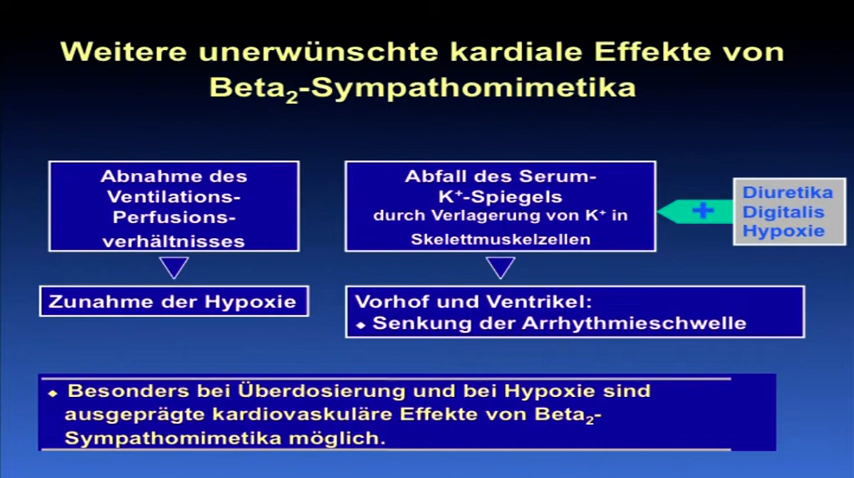 Weitere unerwünschte kardiale Effekte von
Beta₂-Sympathomimetika
Abnahme des
Ventilations-
Perfusions-
verhältnisses
Zunahme der Hypoxie
Abfall des Serum-
K⁺-Spiegels
durch Verlagerung von K⁺ in
Skelettmuskelzellen
+
Diuretika
Digitalis
Hypoxie
Vorhof und Ventrikel:
◆ Senkung der Arrhythmieschwelle
◆ Besonders bei Überdosierung und bei Hypoxie sind
ausgeprägte kardiovaskuläre Effekte von Beta₂-
Sympathomimetika möglich.